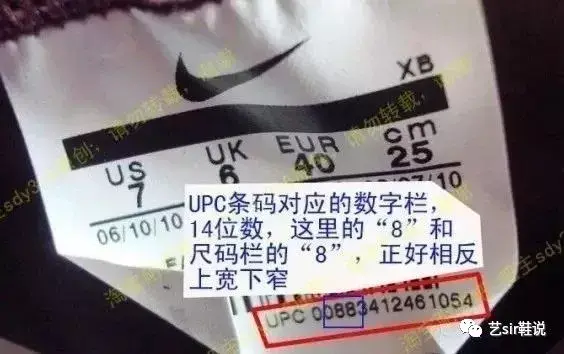 XB
US UK EUR cm
7 6 40 25
06/10/10
UPC条码对应的数字栏，
14位数，这里的“8”和
尺码栏的“8”，正好相反
上宽下窄
UPC 00883412461054
艺sir鞋说